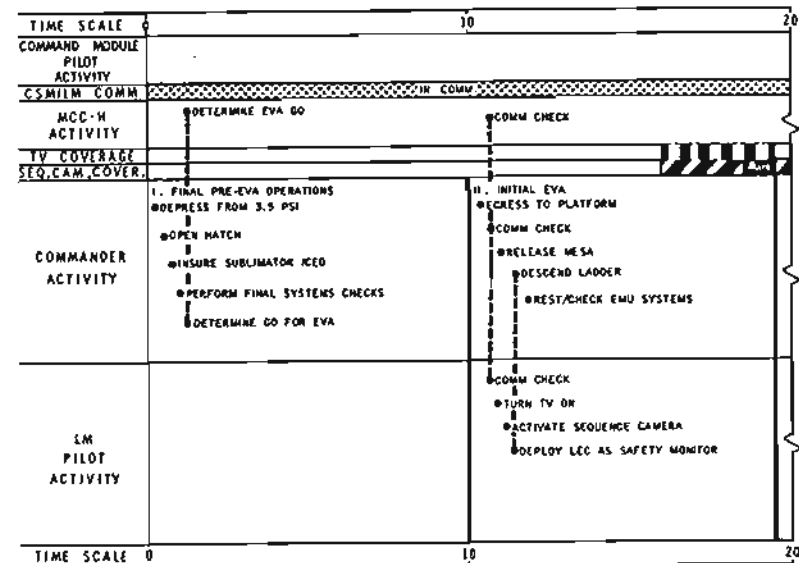 TIME SCALE 0 10 20
COMMAND MODULE
PILOT
ACTIVITY
CSM/LM COMM IN COMM
MCC-H
ACTIVITY
DETERMINE EVA GO
COMM CHECK
TV COVERAGE
SEQ.CAM.COVER.
I. FINAL PRE-EVA OPERATIONS
DEPRESS FROM 3.5 PSI
OPEN HATCH
INSURE SUBLIMATOR ICED
PERFORM FINAL SYSTEMS CHECKS
DETERMINE GO FOR EVA
II. INITIAL EVA
EGRESS TO PLATFORM
COMM CHECK
RELEASE MESA
DESCEND LADDER
REST/CHECK EMU SYSTEMS
COMMANDER
ACTIVITY
COMM CHECK
TURN TV ON
ACTIVATE SEQUENCE CAMERA
DEPLOY LEC AS SAFETY MONITOR
LM
PILOT
ACTIVITY
TIME SCALE 0 10 20